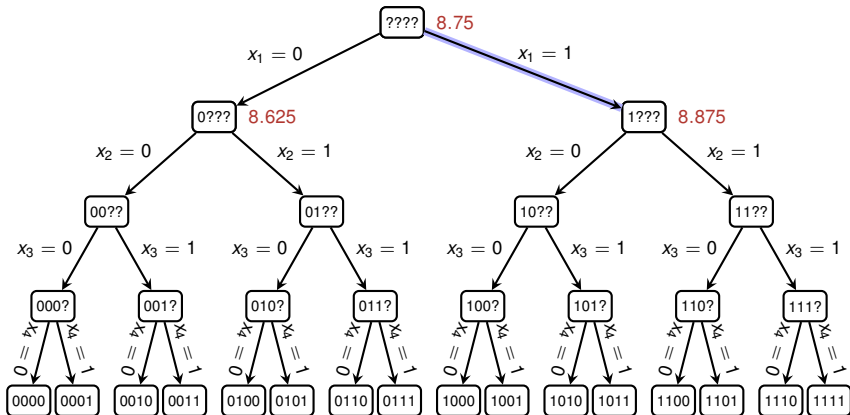 ???? 8.75
x₁ = 0 x₁ = 1
0??? 8.625 1??? 8.875
x₂ = 0 x₂ = 1 x₂ = 0 x₂ = 1
00?? 01?? 10?? 11??
x₃ = 0 x₃ = 1 x₃ = 0 x₃ = 1 x₃ = 0 x₃ = 1 x₃ = 0 x₃ = 1
000? 001? 010? 011? 100? 101? 110? 111?
x₄ = 0 x₄ = 1 x₄ = 0 x₄ = 1 x₄ = 0 x₄ = 1 x₄ = 0 x₄ = 1 x₄ = 0 x₄ = 1 x₄ = 0 x₄ = 1 x₄ = 0 x₄ = 1 x₄ = 0 x₄ = 1
0000 0001 0010 0011 0100 0101 0110 0111 1000 1001 1010 1011 1100 1101 1110 1111